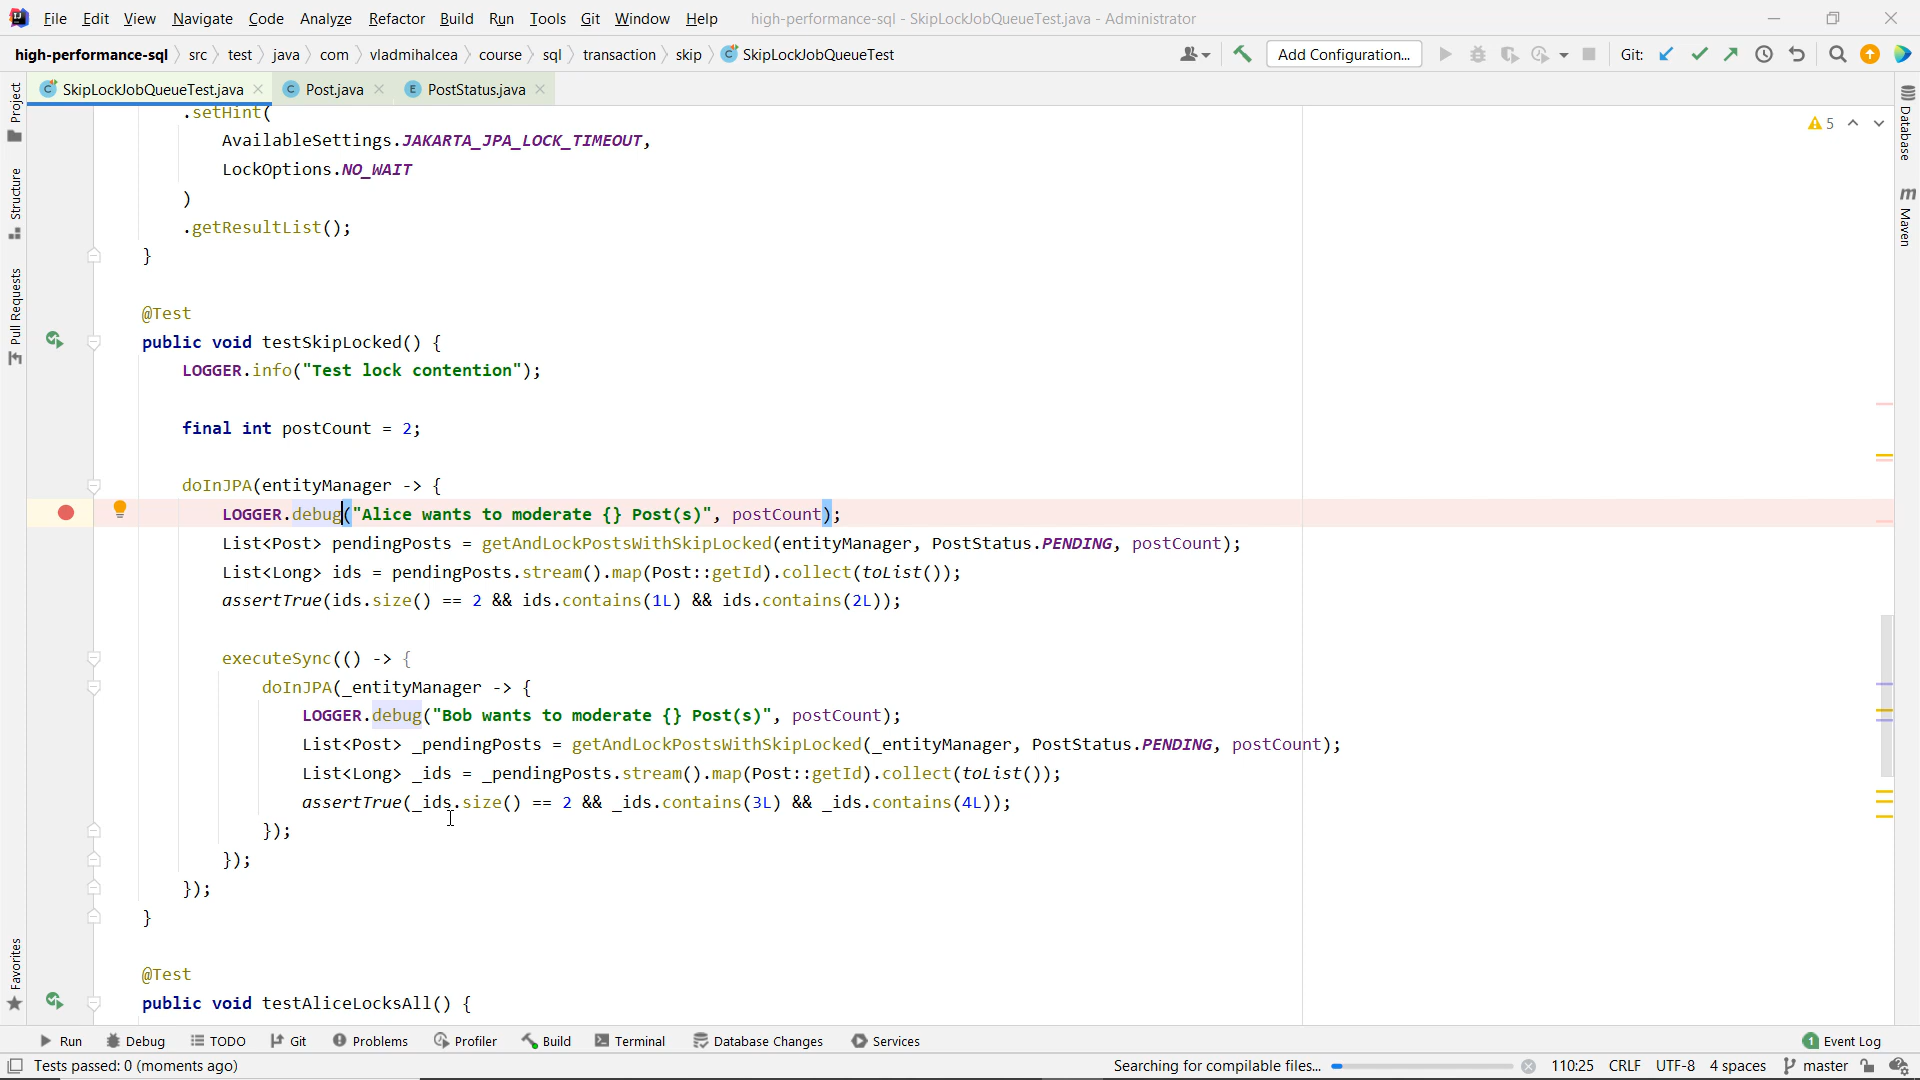 File Edit View Navigate Code Analyze Refactor Build Run Tools Git Window Help high-performance-sql - SkipLockJobQueueTest.java - Administrator
high-performance-sql src test java com vladmihalcea course sql transaction skip SkipLockJobQueueTest Add Configuration... Git:
SkipLockJobQueueTest.java Post.java PostStatus.java
Project
Structure
Pull Requests
Favorites
.setHint(
AvailableSettings.JAKARTA_JPA_LOCK_TIMEOUT,
LockOptions.NO_WAIT
)
.getResultList();
}
@Test
public void testSkipLocked() {
LOGGER.info("Test lock contention");
final int postCount = 2;
doInJPA(entityManager -> {
LOGGER.debug("Alice wants to moderate {} Post(s)", postCount);
List<Post> pendingPosts = getAndLockPostsWithSkipLocked(entityManager, PostStatus.PENDING, postCount);
List<Long> ids = pendingPosts.stream().map(Post::getId).collect(toList());
assertTrue(ids.size() == 2 && ids.contains(1L) && ids.contains(2L));
executeSync(() -> {
doInJPA(_entityManager -> {
LOGGER.debug("Bob wants to moderate {} Post(s)", postCount);
List<Post> _pendingPosts = getAndLockPostsWithSkipLocked(_entityManager, PostStatus.PENDING, postCount);
List<Long> _ids = _pendingPosts.stream().map(Post::getId).collect(toList());
assertTrue(_ids.size() == 2 && _ids.contains(3L) && _ids.contains(4L));
});
});
});
}
@Test
public void testAliceLocksAll() {
5
Database
Maven
Run Debug TODO Git Problems Profiler Build Terminal Database Changes Services 1 Event Log
Tests passed: 0 (moments ago) Searching for compilable files... 110:25 CRLF UTF-8 4 spaces master